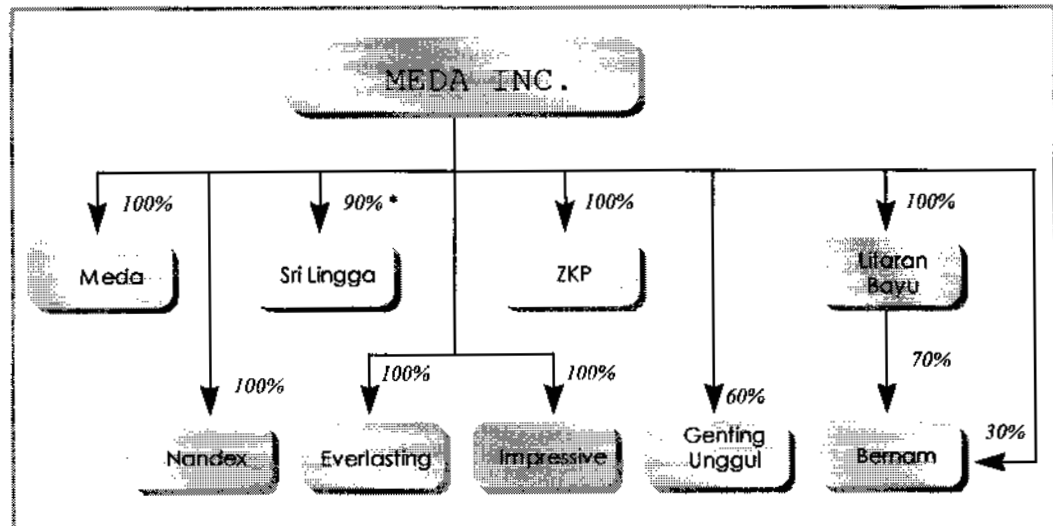 MEDA INC.
100%
90% *
100%
100%
Meda
Sri Lingga
ZKP
Litaran
Bayu
100%
100%
100%
60%
70%
30%
Nandex
Everlasting
Impressive
Genting
Unggul
Bernam